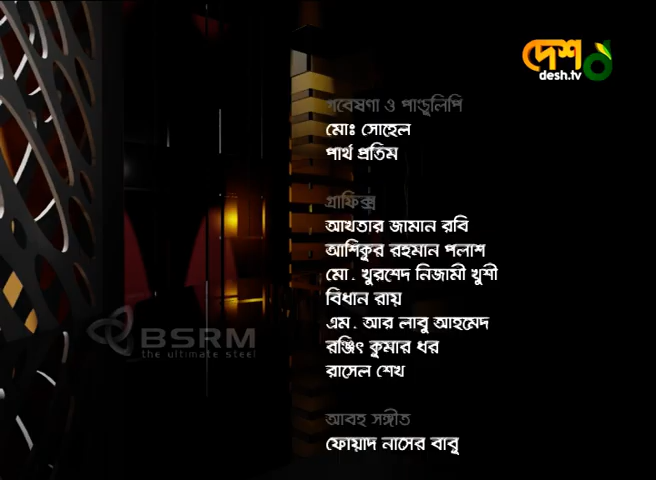 দেশ
desh.tv
গবেষণা ও পাণ্ডুলিপি
মোঃ সোহেল
পার্থ প্রতিম
গ্রাফিক্স
আখতার জামান রবি
আশিকুর রহমান পলাশ
মো. খুরশেদ নিজামী খুশী
বিধান রায়
এম. আর লাবু আহমেদ
রঞ্জিৎ কুমার ধর
রাসেল শেখ
BSRM
the ultimate steel
আবহ সঙ্গীত
ফোয়াদ নাসের বাবু